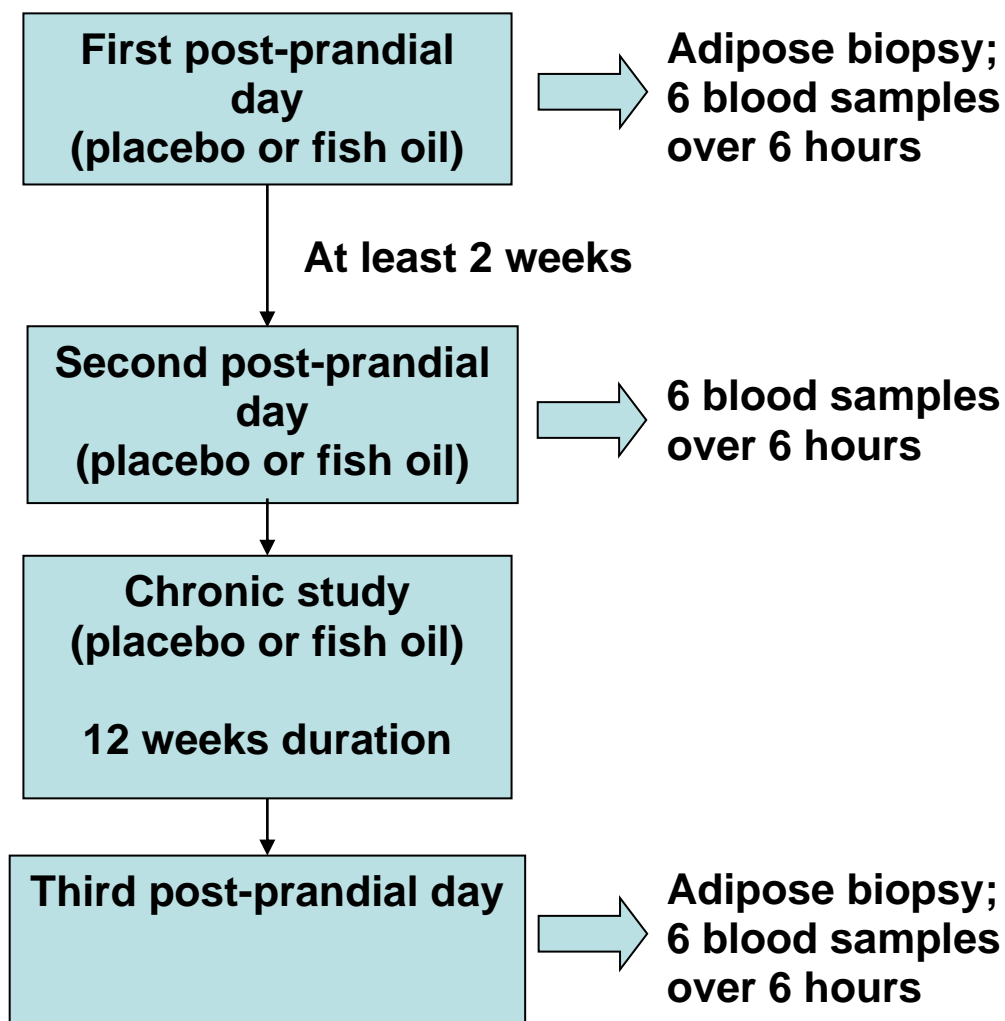 First post-prandial
day
(placebo or fish oil)
Adipose biopsy;
6 blood samples
over 6 hours
At least 2 weeks
Second post-prandial
day
(placebo or fish oil)
6 blood samples
over 6 hours
Chronic study
(placebo or fish oil)
12 weeks duration
Third post-prandial day
Adipose biopsy;
6 blood samples
over 6 hours